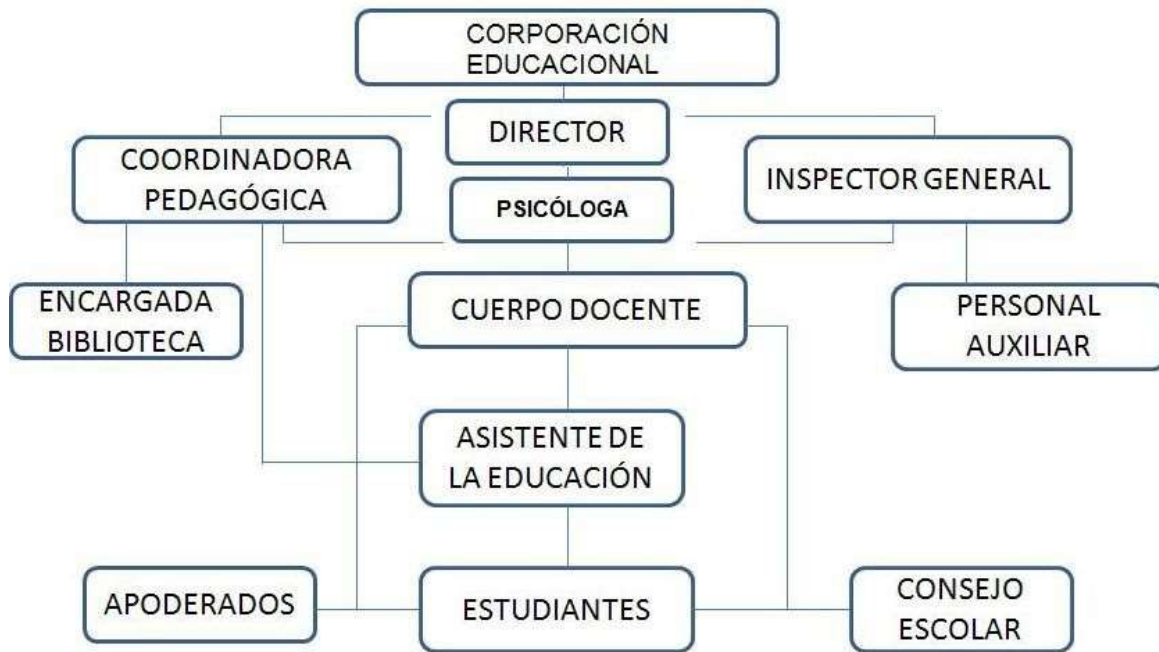 CORPORACIÓN
EDUCACIONAL
DIRECTOR
COORDINADORA
PEDAGÓGICA
INSPECTOR GENERAL
PSICÓLOGA
ENCARGADA
BIBLIOTECA
CUERPO DOCENTE
PERSONAL
AUXILIAR
ASISTENTE DE
LA EDUCACIÓN
APODERADOS
ESTUDIANTES
CONSEJO
ESCOLAR